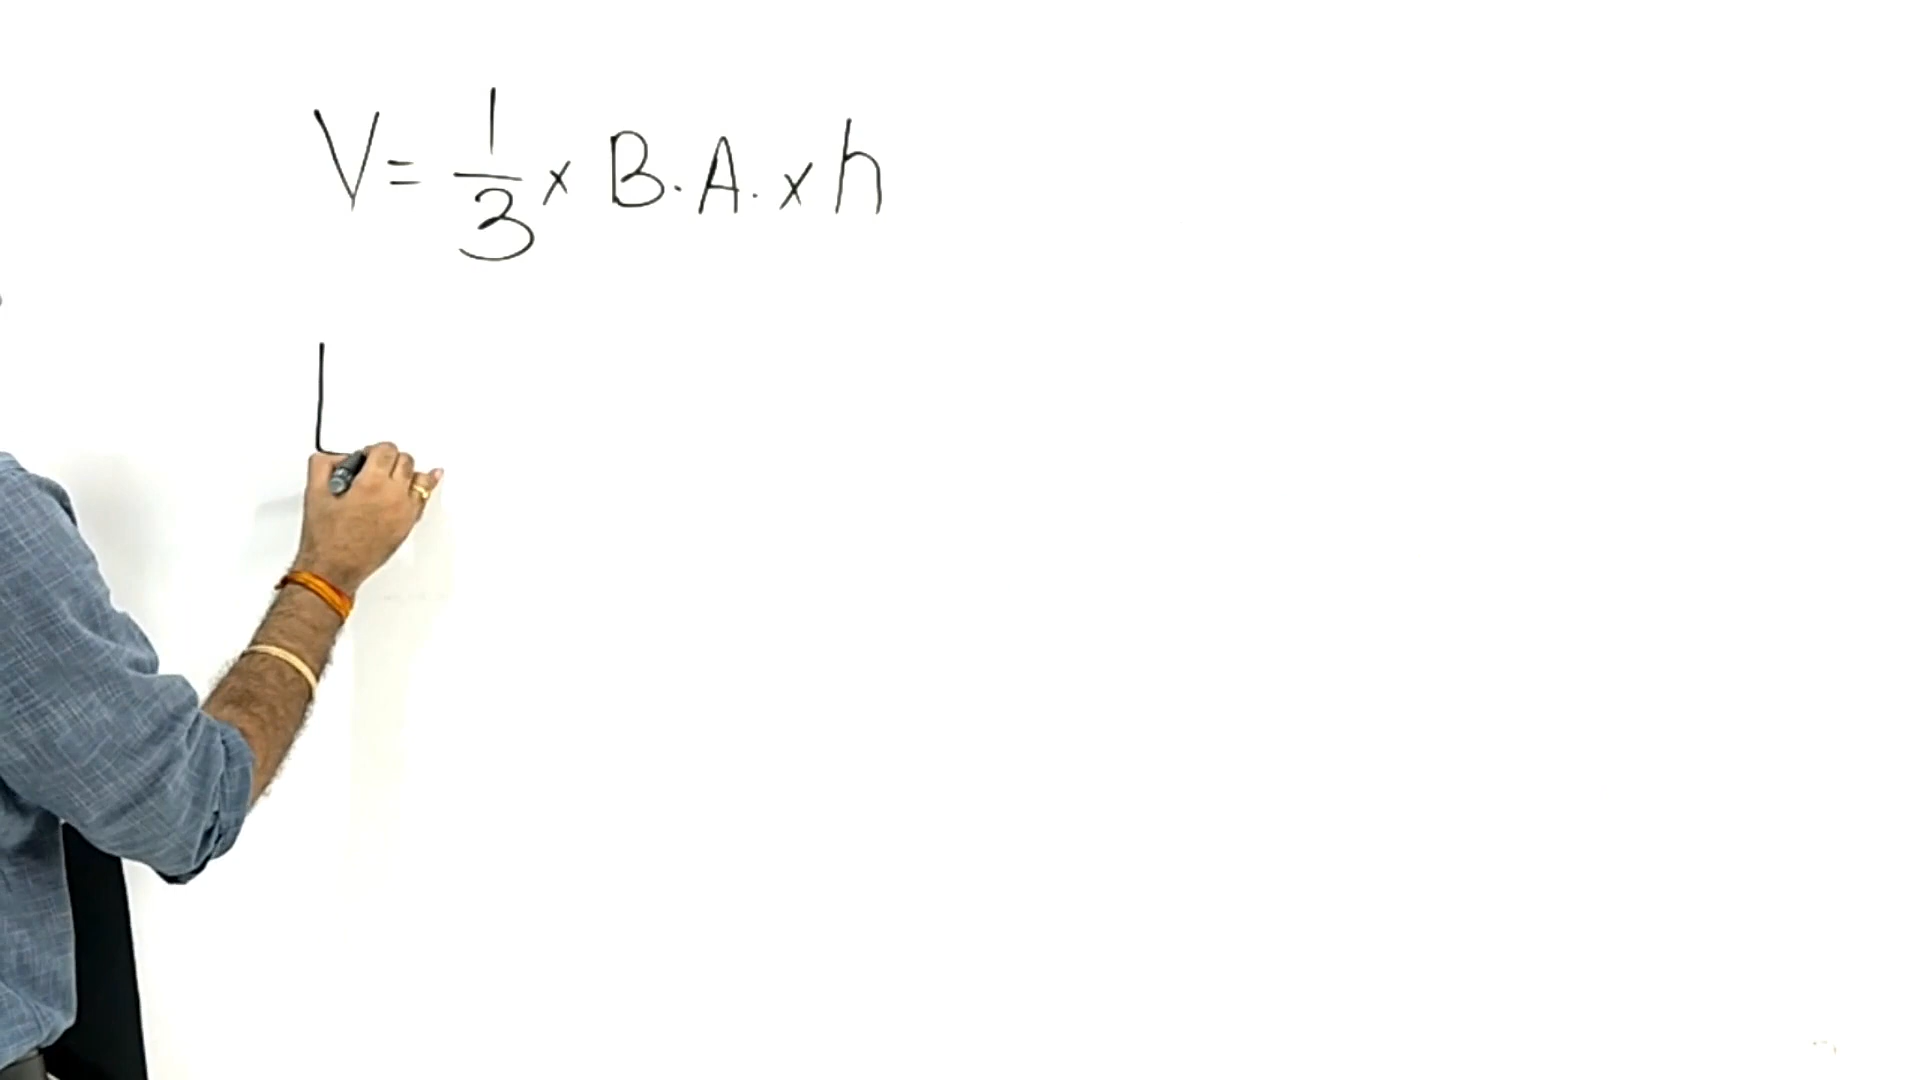 V = 1/3 × B.A. × h
L